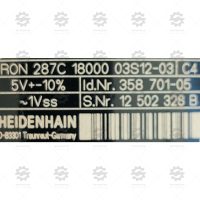 RON 287C 18000 03S12-03 C4
5V+-10% Id.Nr. 358 701-05
~1Vss S.Nr. 12 502 328 B
HEIDENHAIN
D-83301 Traunreut-Germany